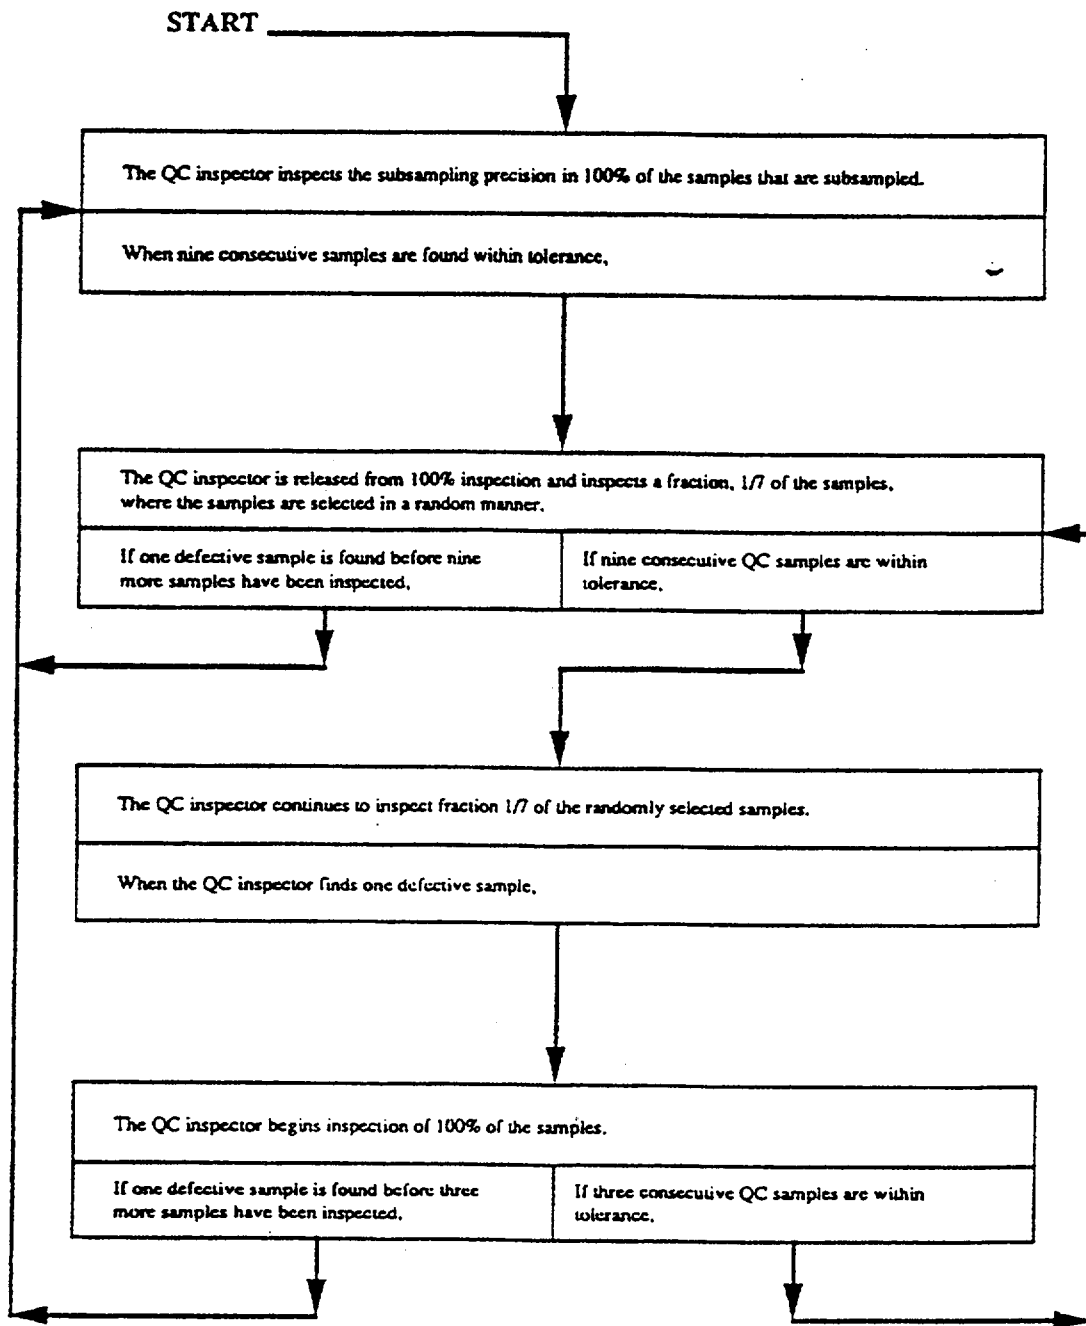 START
The QC inspector inspects the subsampling precision in 100% of the samples that are subsampled.
When nine consecutive samples are found within tolerance,
The QC inspector is released from 100% inspection and inspects a fraction, 1/7 of the samples,
where the samples are selected in a random manner.
If one defective sample is found before nine
more samples have been inspected,
If nine consecutive QC samples are within
tolerance,
The QC inspector continues to inspect fraction 1/7 of the randomly selected samples.
When the QC inspector finds one defective sample,
The QC inspector begins inspection of 100% of the samples.
If one defective sample is found before three
more samples have been inspected,
If three consecutive QC samples are within
tolerance,